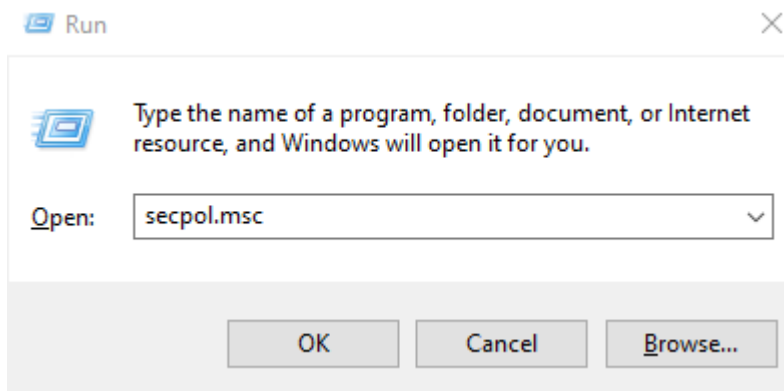 Run
Type the name of a program, folder, document, or Internet
resource, and Windows will open it for you.
Open: secpol.msc
OK Cancel Browse...